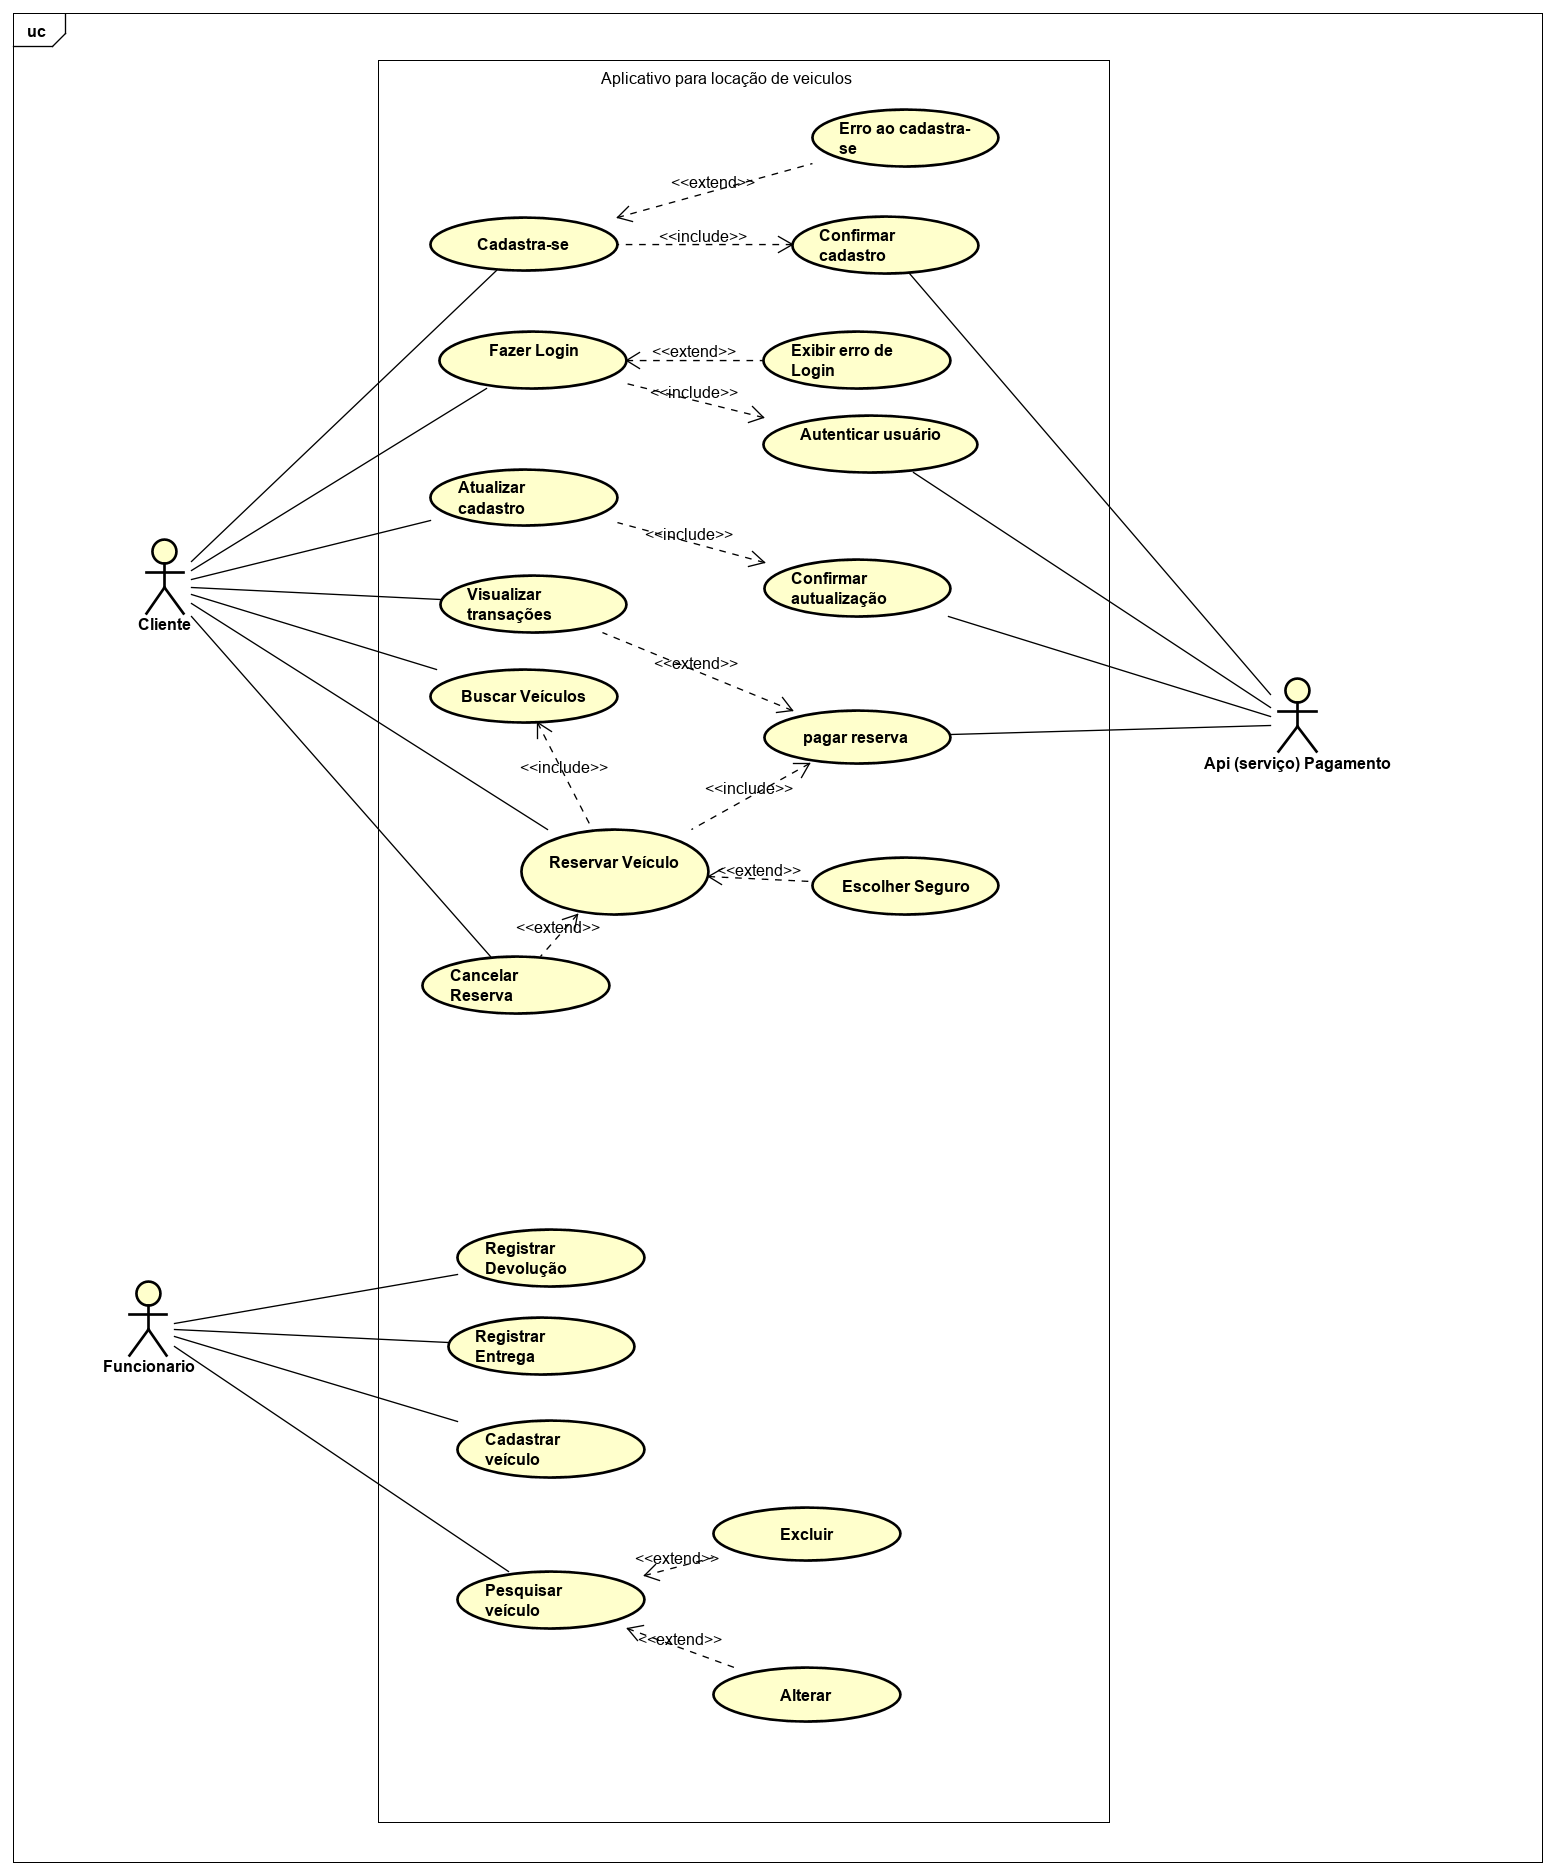 uc
Aplicativo para locação de veiculos
Erro ao cadastra-
se
<<extend>>
Cadastra-se
<<include>>
Confirmar
cadastro
Fazer Login
<<extend>>
Exibir erro de
Login
<<include>>
Autenticar usuário
Atualizar
cadastro
<<include>>
Confirmar
autualização
Cliente
Visualizar
transações
<<extend>>
Buscar Veículos
pagar reserva
Api (serviço) Pagamento
<<include>>
<<include>>
Reservar Veículo
<<extend>>
Escolher Seguro
<<extend>>
Cancelar
Reserva
Registrar
Devolução
Registrar
Entrega
Funcionario
Cadastrar
veículo
Excluir
<<extend>>
Pesquisar
veículo
<<extend>>
Alterar